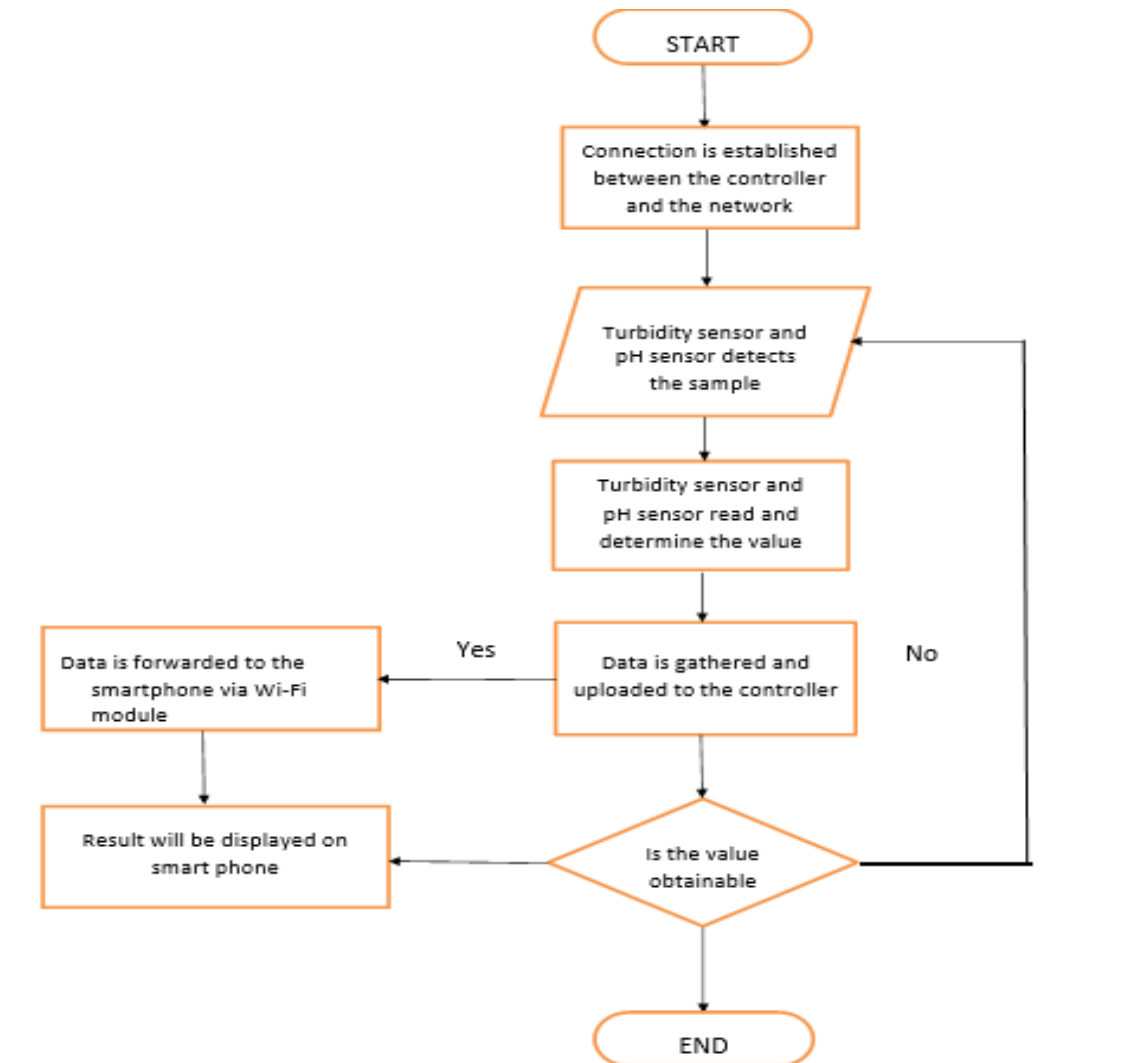 START
Connection is established
between the controller
and the network
Turbidity sensor and
pH sensor detects
the sample
Turbidity sensor and
pH sensor read and
determine the value
Yes
No
Data is forwarded to the
smartphone via Wi-Fi
module
Data is gathered and
uploaded to the controller
Result will be displayed on
smart phone
Is the value
obtainable
END